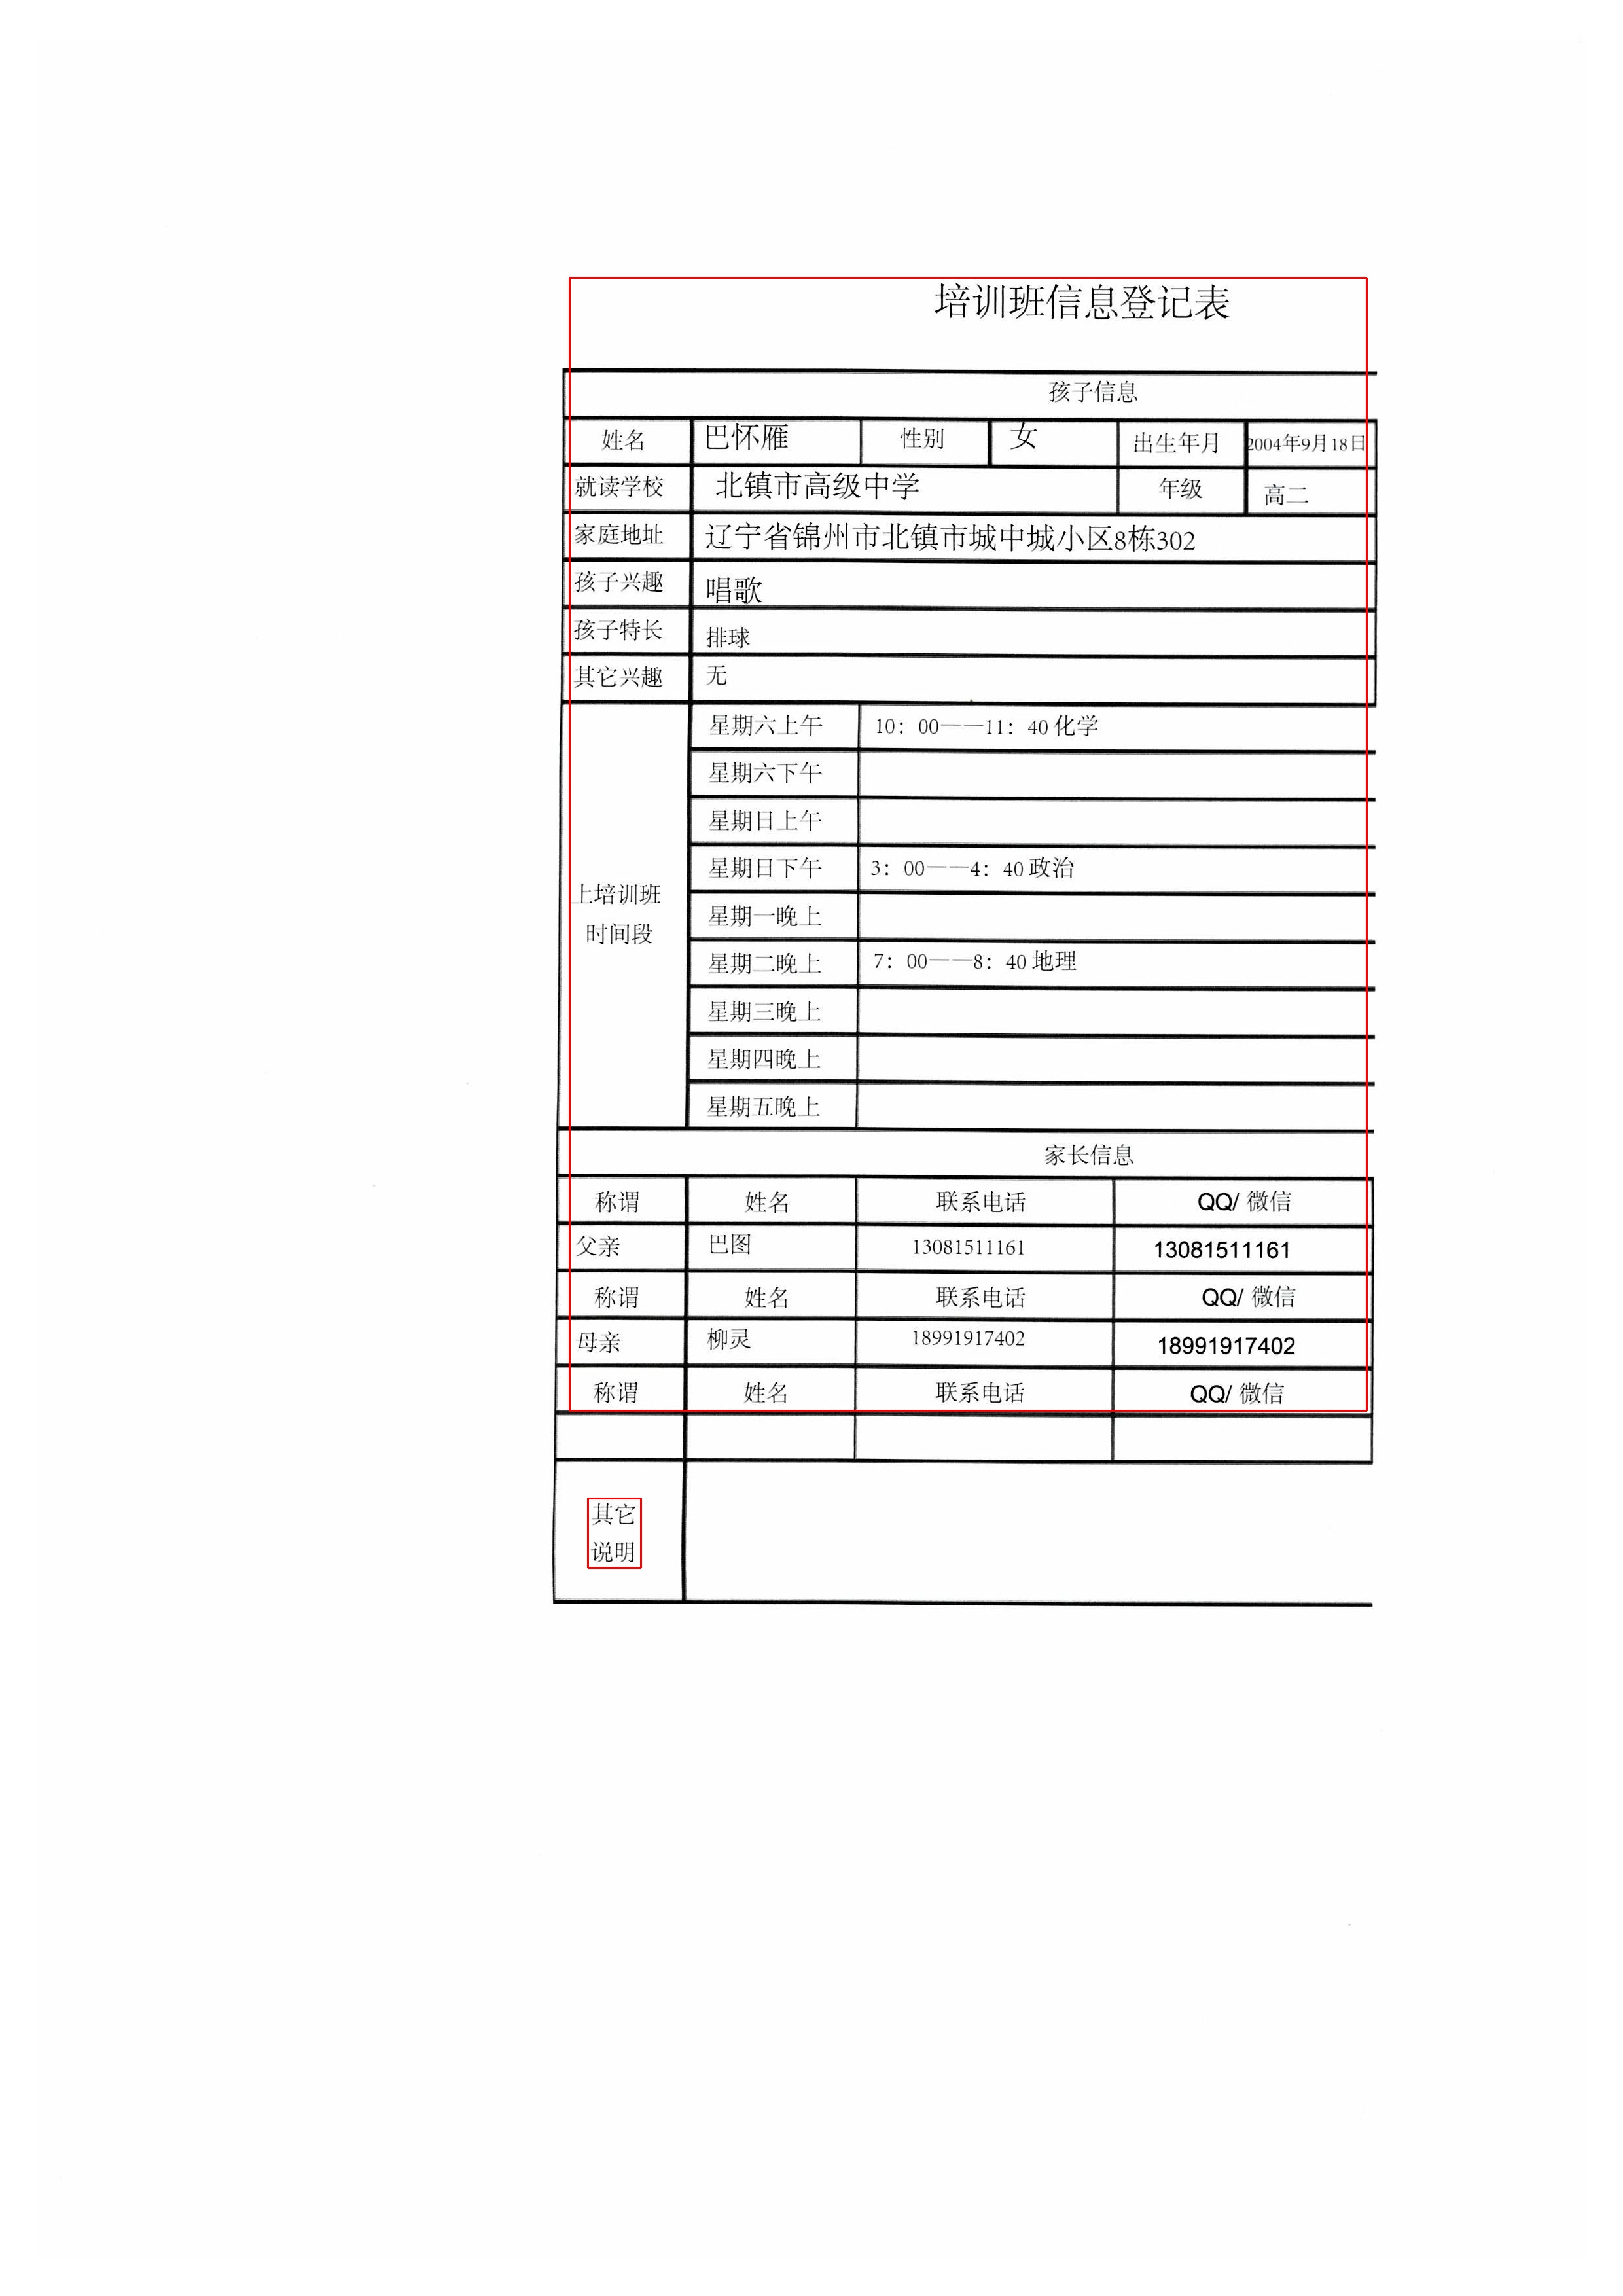 培训班信息登记表
孩子信息
姓名 巴怀雁 性别 女 出生年月 2004年9月18日
就读学校 北镇市高级中学 年级 高二
家庭地址 辽宁省锦州市北镇市城中城小区8栋302
孩子兴趣 唱歌
孩子特长 排球
其它兴趣 无
上培训班
时间段
星期六上午 10：00——11：40 化学
星期六下午
星期日上午
星期日下午 3：00——4：40 政治
星期一晚上
星期二晚上 7：00——8：40 地理
星期三晚上
星期四晚上
星期五晚上
家长信息
称谓 姓名 联系电话 QQ/ 微信
父亲 巴图 13081511161 13081511161
称谓 姓名 联系电话 QQ/ 微信
母亲 柳灵 18991917402 18991917402
称谓 姓名 联系电话 QQ/ 微信
其它
说明